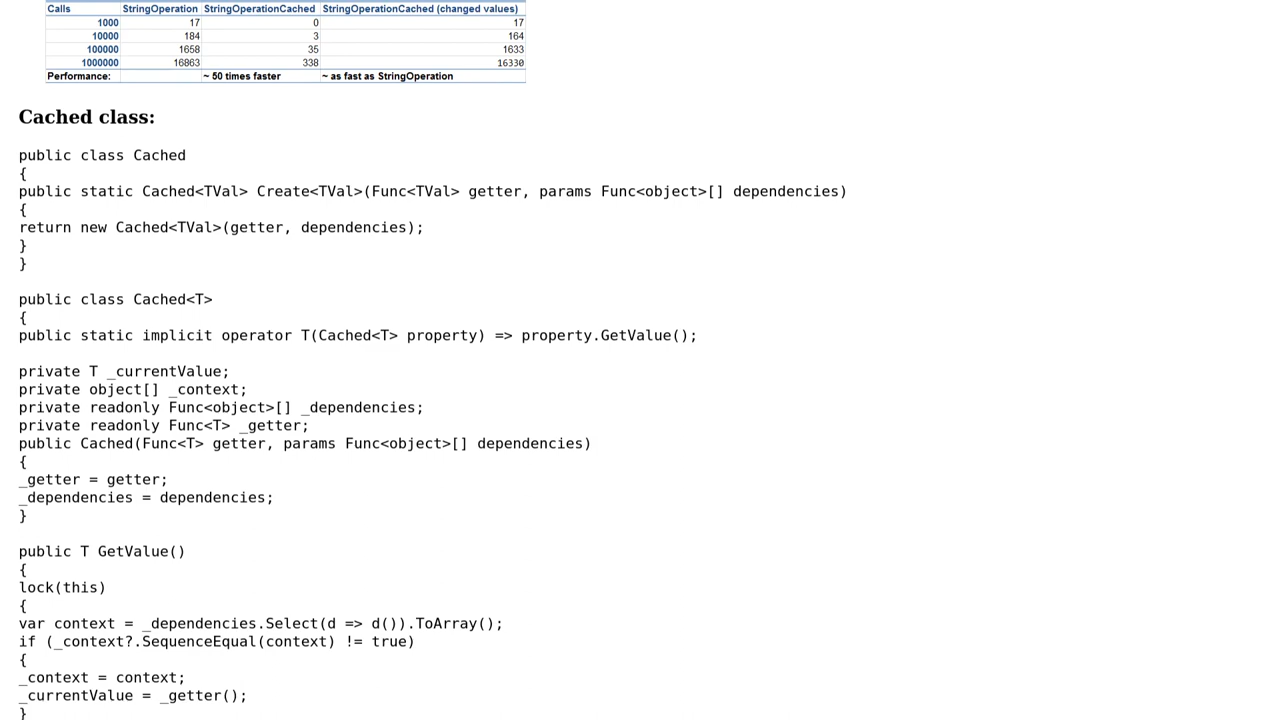 Calls StringOperation StringOperationCached StringOperationCached (changed values)
1000 17 0 17
10000 184 3 164
100000 1658 35 1633
1000000 16863 338 16330
Performance: ~ 50 times faster ~ as fast as StringOperation
Cached class:
public class Cached
{
public static Cached<TVal> Create<TVal>(Func<TVal> getter, params Func<object>[] dependencies)
{
return new Cached<TVal>(getter, dependencies);
}
}
public class Cached<T>
{
public static implicit operator T(Cached<T> property) => property.GetValue();
private T _currentValue;
private object[] _context;
private readonly Func<object>[] _dependencies;
private readonly Func<T> _getter;
public Cached(Func<T> getter, params Func<object>[] dependencies)
{
_getter = getter;
_dependencies = dependencies;
}
public T GetValue()
{
lock(this)
{
var context = _dependencies.Select(d => d()).ToArray();
if (_context?.SequenceEqual(context) != true)
{
_context = context;
_currentValue = _getter();
}